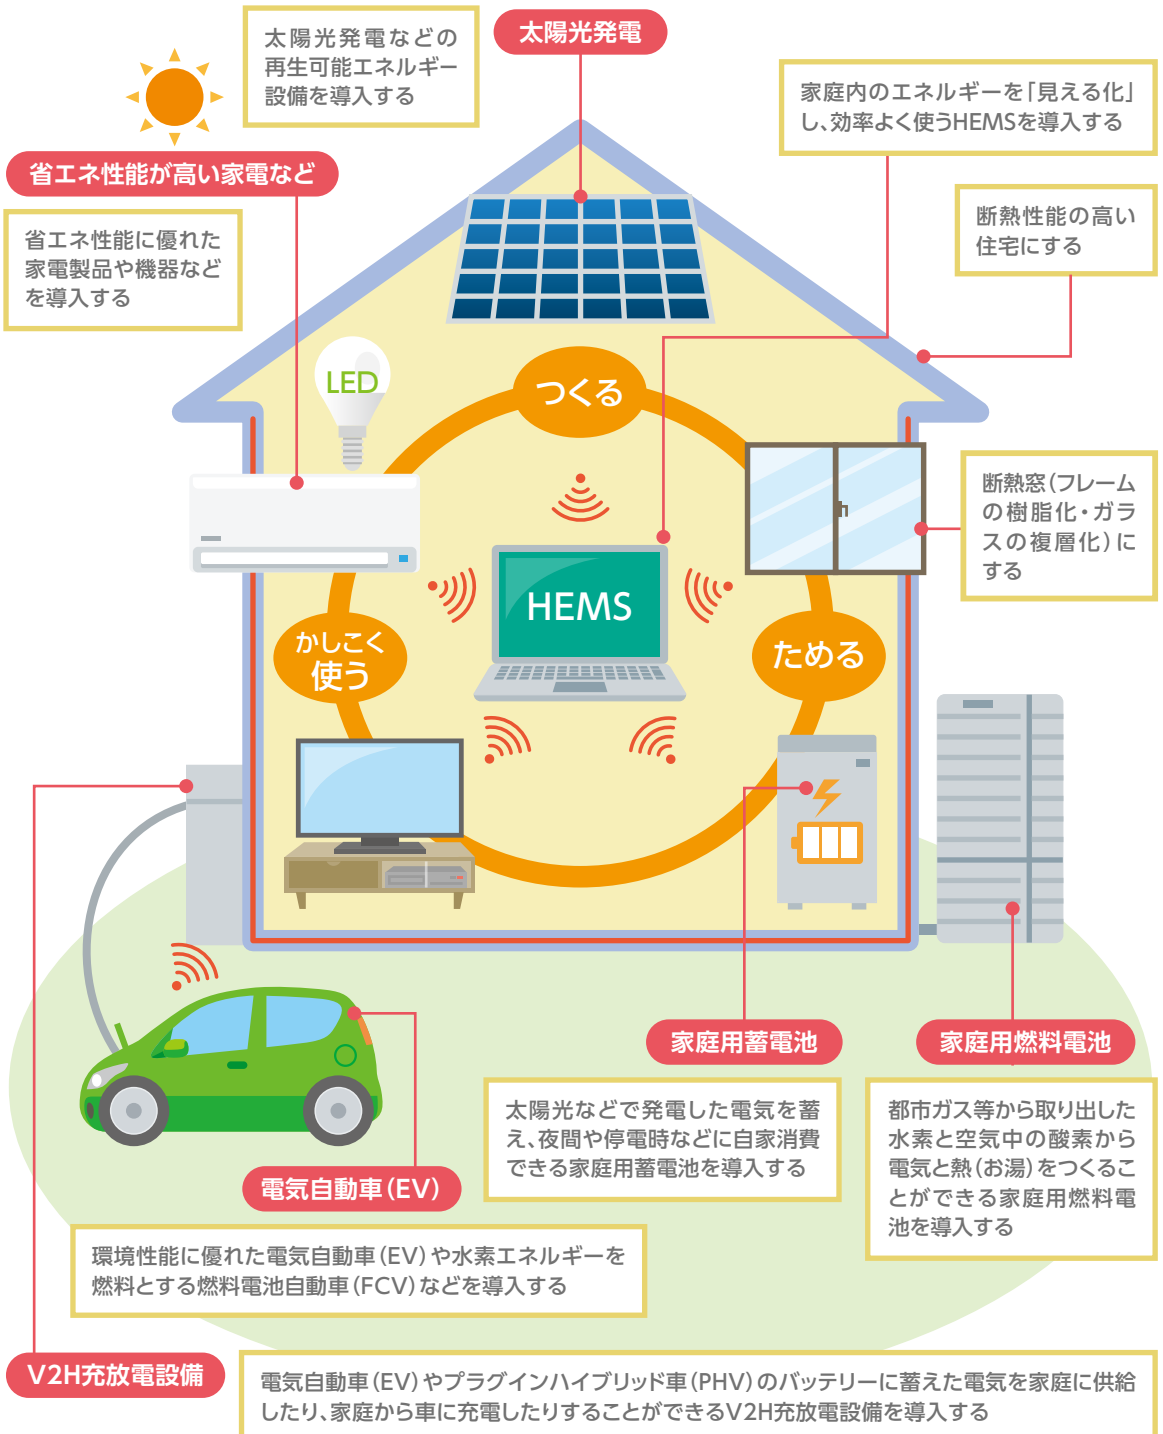 太陽光発電などの
再生可能エネルギー
設備を導入する
太陽光発電
家庭内のエネルギーを「見える化」
し、効率よく使うHEMSを導入する
省エネ性能が高い家電など
省エネ性能に優れた
家電製品や機器など
を導入する
断熱性能の高い
住宅にする
LED
つくる
断熱窓(フレーム
の樹脂化・ガラ
スの複層化)に
する
HEMS
かしこく
使う
ためる
家庭用蓄電池
家庭用燃料電池
太陽光などで発電した電気を蓄
え、夜間や停電時などに自家消費
できる家庭用蓄電池を導入する
都市ガス等から取り出した
水素と空気中の酸素から
電気と熱(お湯)をつくるこ
とができる家庭用燃料電
池を導入する
電気自動車(EV)
環境性能に優れた電気自動車(EV)や水素エネルギーを
燃料とする燃料電池自動車(FCV)などを導入する
V2H充放電設備
電気自動車(EV)やプラグインハイブリッド車(PHV)のバッテリーに蓄えた電気を家庭に供給
したり、家庭から車に充電したりすることができるV2H充放電設備を導入する